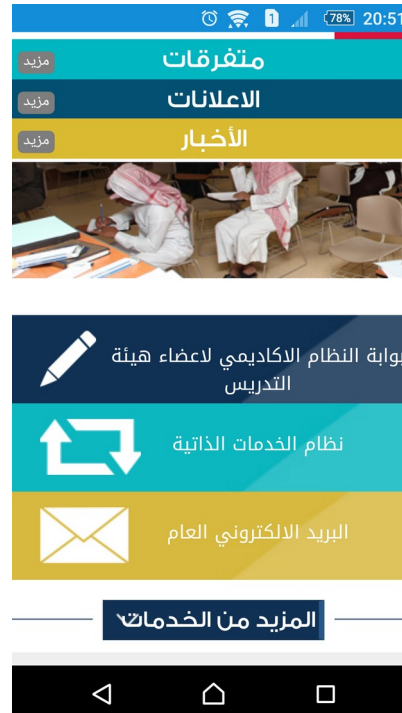 1 78% 20:51
متفرقات
مزيد
الاعلانات
مزيد
الأخبار
مزيد
بوابة النظام الاكاديمي لاعضاء هيئة
التدريس
نظام الخدمات الذاتية
البريد الالكتروني العام
المزيد من الخدمات